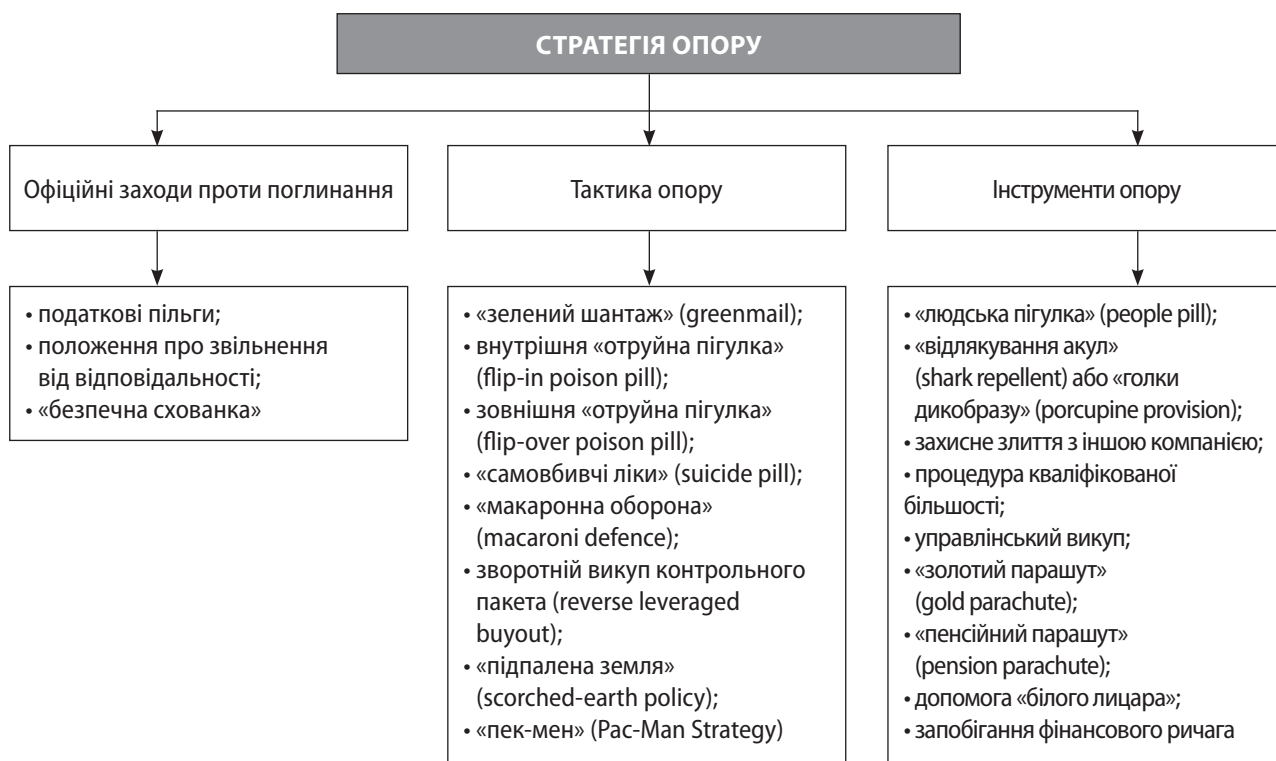 СТРАТЕГІЯ ОПОРУ
Офіційні заходи проти поглинання
• податкові пільги;
• положення про звільнення
від відповідальності;
• «безпечна схованка»
Тактика опору
• «зелений шантаж» (greenmail);
• внутрішня «отруйна пігулка»
(flip-in poison pill);
• зовнішня «отруйна пігулка»
(flip-over poison pill);
• «самовбивчі ліки» (suicide pill);
• «макаронна оборона»
(macaroni defence);
• зворотній викуп контрольного
пакета (reverse leveraged
buyout);
• «підпалена земля»
(scorched-earth policy);
• «пек-мен» (Pac-Man Strategy)
Інструменти опору
• «людська пігулка» (people pill);
• «відлякування акул»
(shark repellent) або «голки
дикобразу» (porcupine provision);
• захисне злиття з іншою компанією;
• процедура кваліфікованої
більшості;
• управлінський викуп;
• «золотий парашут»
(gold parachute);
• «пенсійний парашут»
(pension parachute);
• допомога «білого лицара»;
• запобігання фінансового ричага